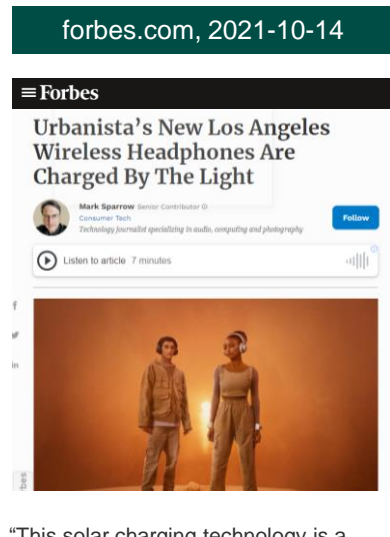 forbes.com, 2021-10-14
Forbes
Urbanista's New Los Angeles
Wireless Headphones Are
Charged By The Light
Mark Sparrow Senior Contributor
Consumer Tech
Technology journalist specializing in audio, computing and photography
Follow
Listen to article 7 minutes
f
in
bes
“This solar charging technology is a